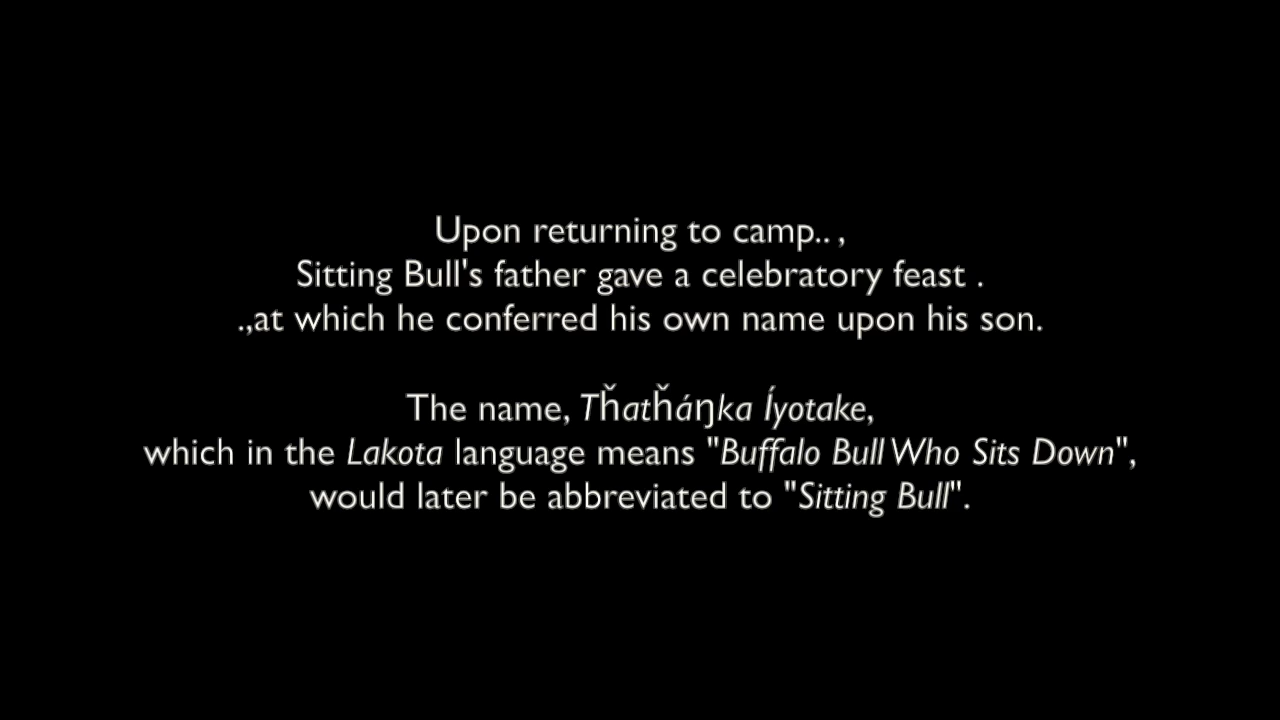 Upon returning to camp.. ,
Sitting Bull's father gave a celebratory feast .
.,at which he conferred his own name upon his son.
The name, Tȟatȟáŋka Íyotake,
which in the Lakota language means "Buffalo Bull Who Sits Down",
would later be abbreviated to "Sitting Bull".